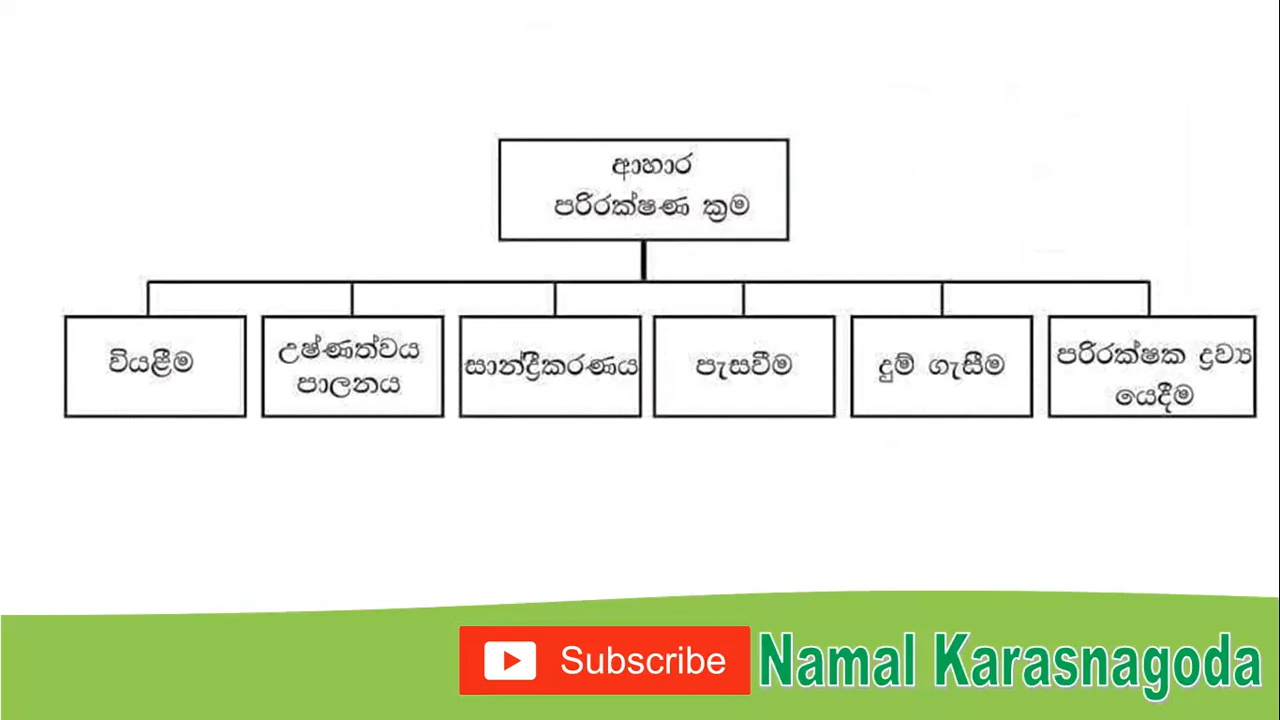 ආහාර
පරිරක්ෂණ ක්‍රම
වියළීම
උෂ්ණත්වය
පාලනය
සාන්ද්‍රීකරණය
පැසවීම
දුම් ගැසීම
පරිරක්ෂක ද්‍රව්‍ය
යෙදීම
Subscribe
Namal Karasnagoda